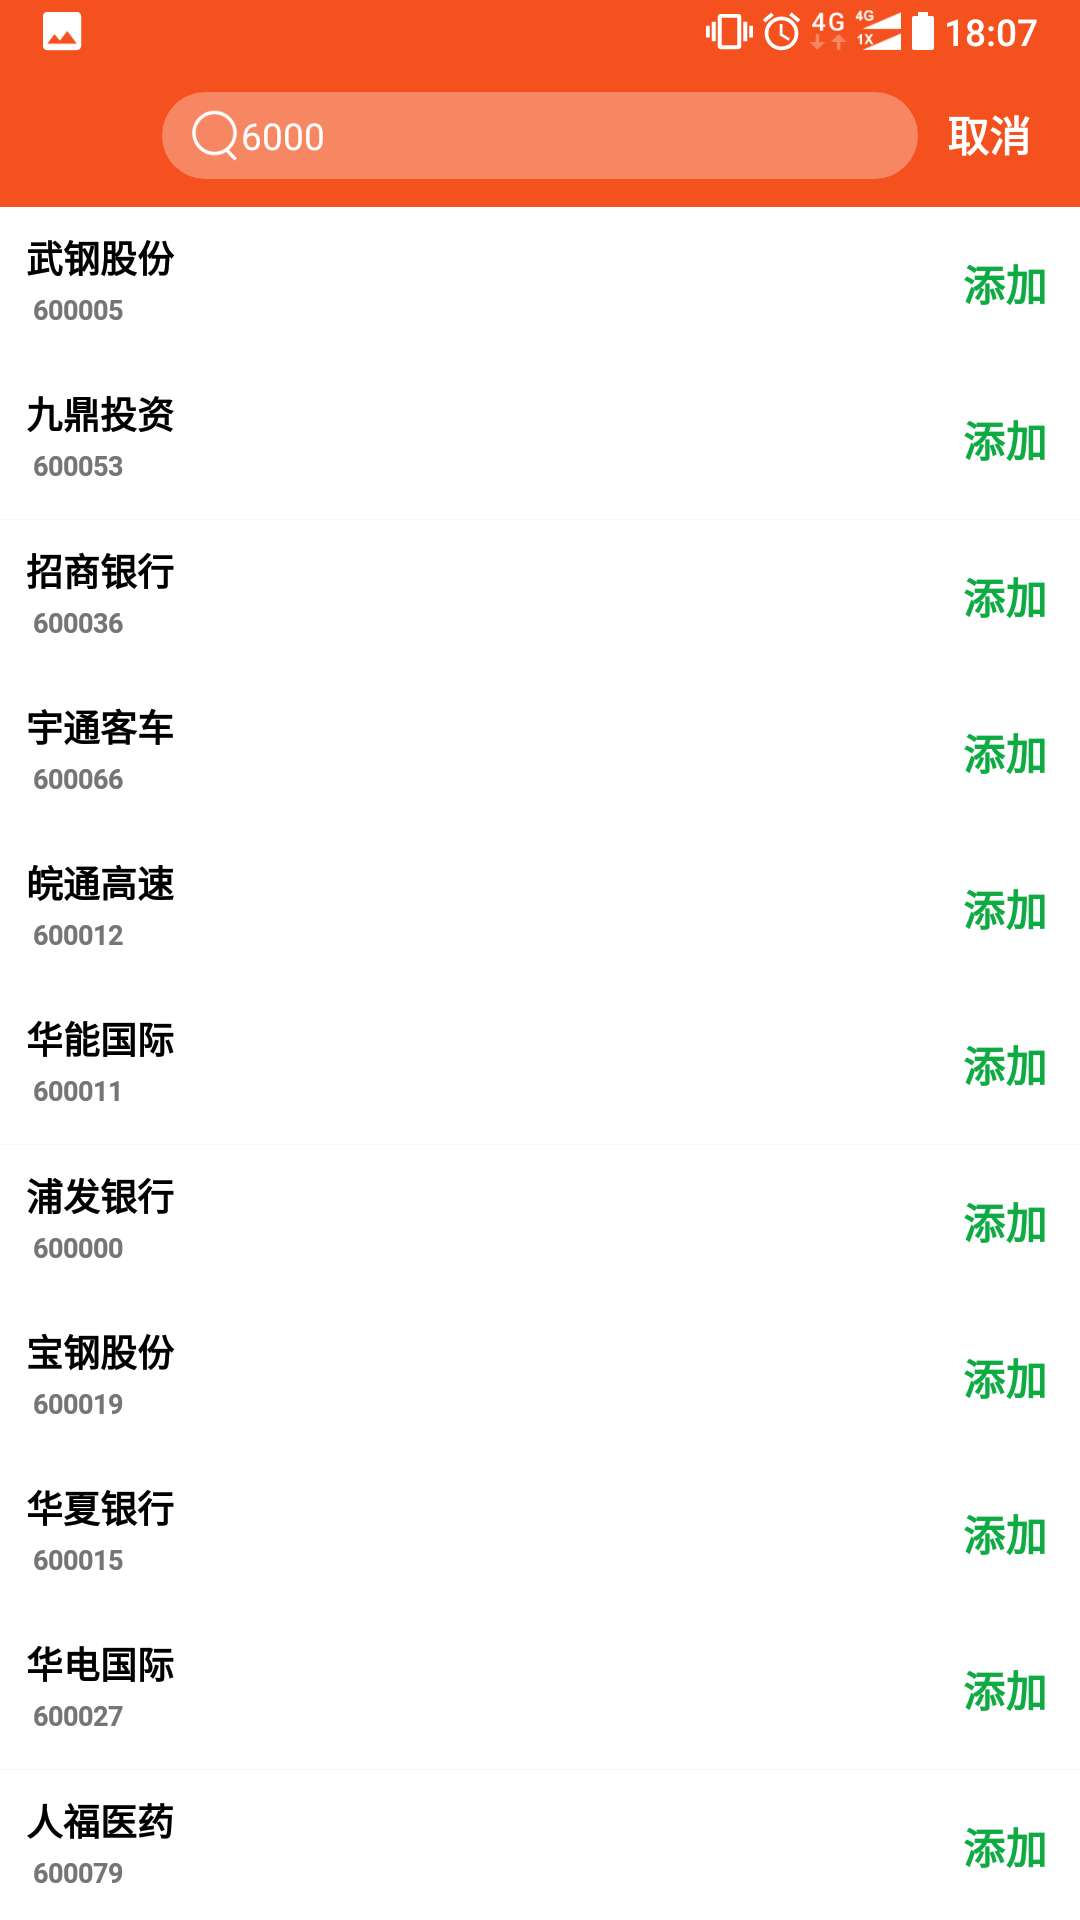 4G 4G 1X 18:07
6000 取消
武钢股份
600005
添加
九鼎投资
600053
添加
招商银行
600036
添加
宇通客车
600066
添加
皖通高速
600012
添加
华能国际
600011
添加
浦发银行
600000
添加
宝钢股份
600019
添加
华夏银行
600015
添加
华电国际
600027
添加
人福医药
600079
添加